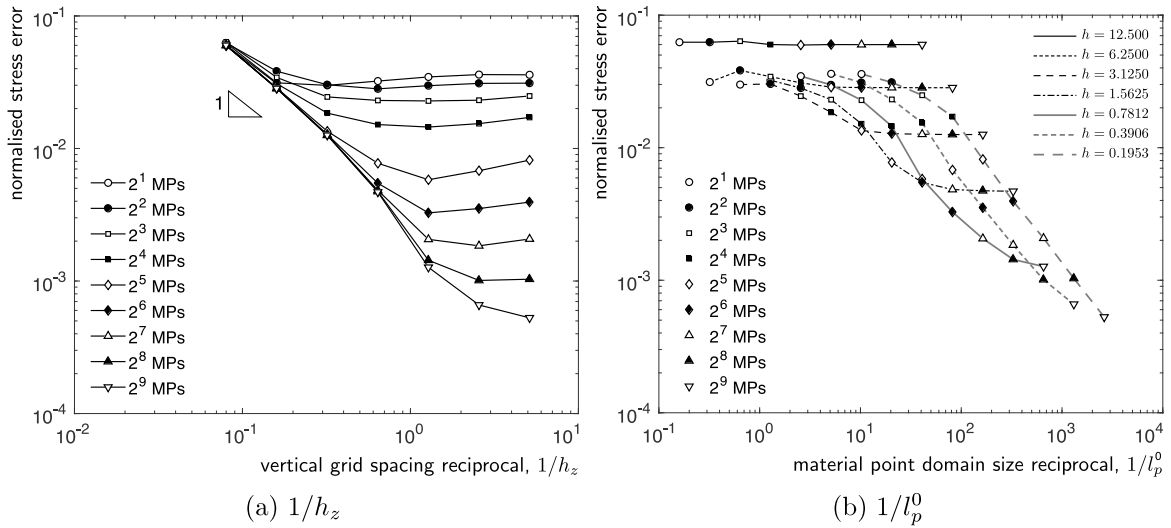 normalised stress error
10^{-1}
10^{-2}
10^{-3}
10^{-4}
1
2^1 MPs
2^2 MPs
2^3 MPs
2^4 MPs
2^5 MPs
2^6 MPs
2^7 MPs
2^8 MPs
2^9 MPs
10^{-2}
10^{-1}
10^0
10^1
vertical grid spacing reciprocal, 1/h_z
(a) 1/h_z
normalised stress error
10^{-1}
10^{-2}
10^{-3}
10^{-4}
h = 12.500
h = 6.2500
h = 3.1250
h = 1.5625
h = 0.7812
h = 0.3906
h = 0.1953
2^1 MPs
2^2 MPs
2^3 MPs
2^4 MPs
2^5 MPs
2^6 MPs
2^7 MPs
2^8 MPs
2^9 MPs
10^{-1}
10^0
10^1
10^2
10^3
10^4
material point domain size reciprocal, 1/l_p^0
(b) 1/l_p^0